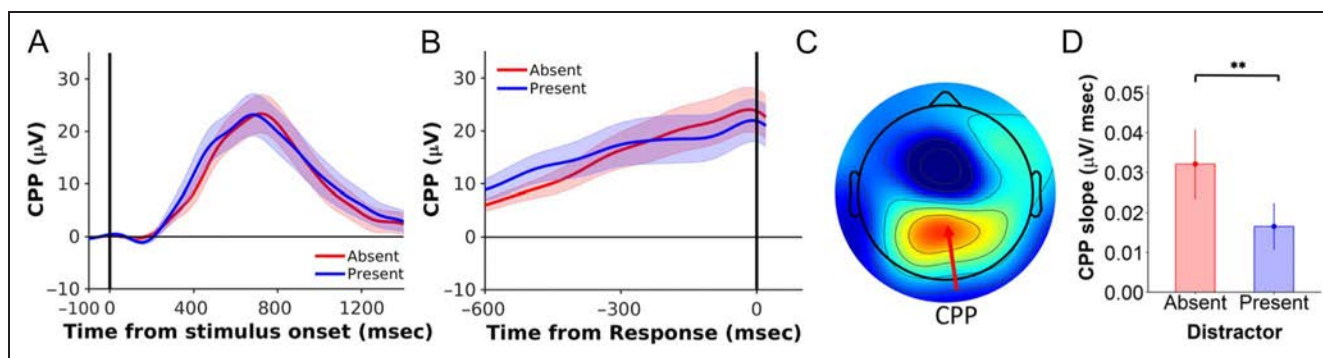 A
30
20
10
0
−10
CPP (μV)
Absent
Present
−100 0 400 800 1200
Time from stimulus onset (msec)
B
Absent
Present
30
20
10
0
−10
CPP (μV)
−600 −300 0
Time from Response (msec)
C
CPP
D
**
0.05
0.04
0.03
0.02
0.01
0.00
CPP slope (μV/ msec)
Absent Present
Distractor